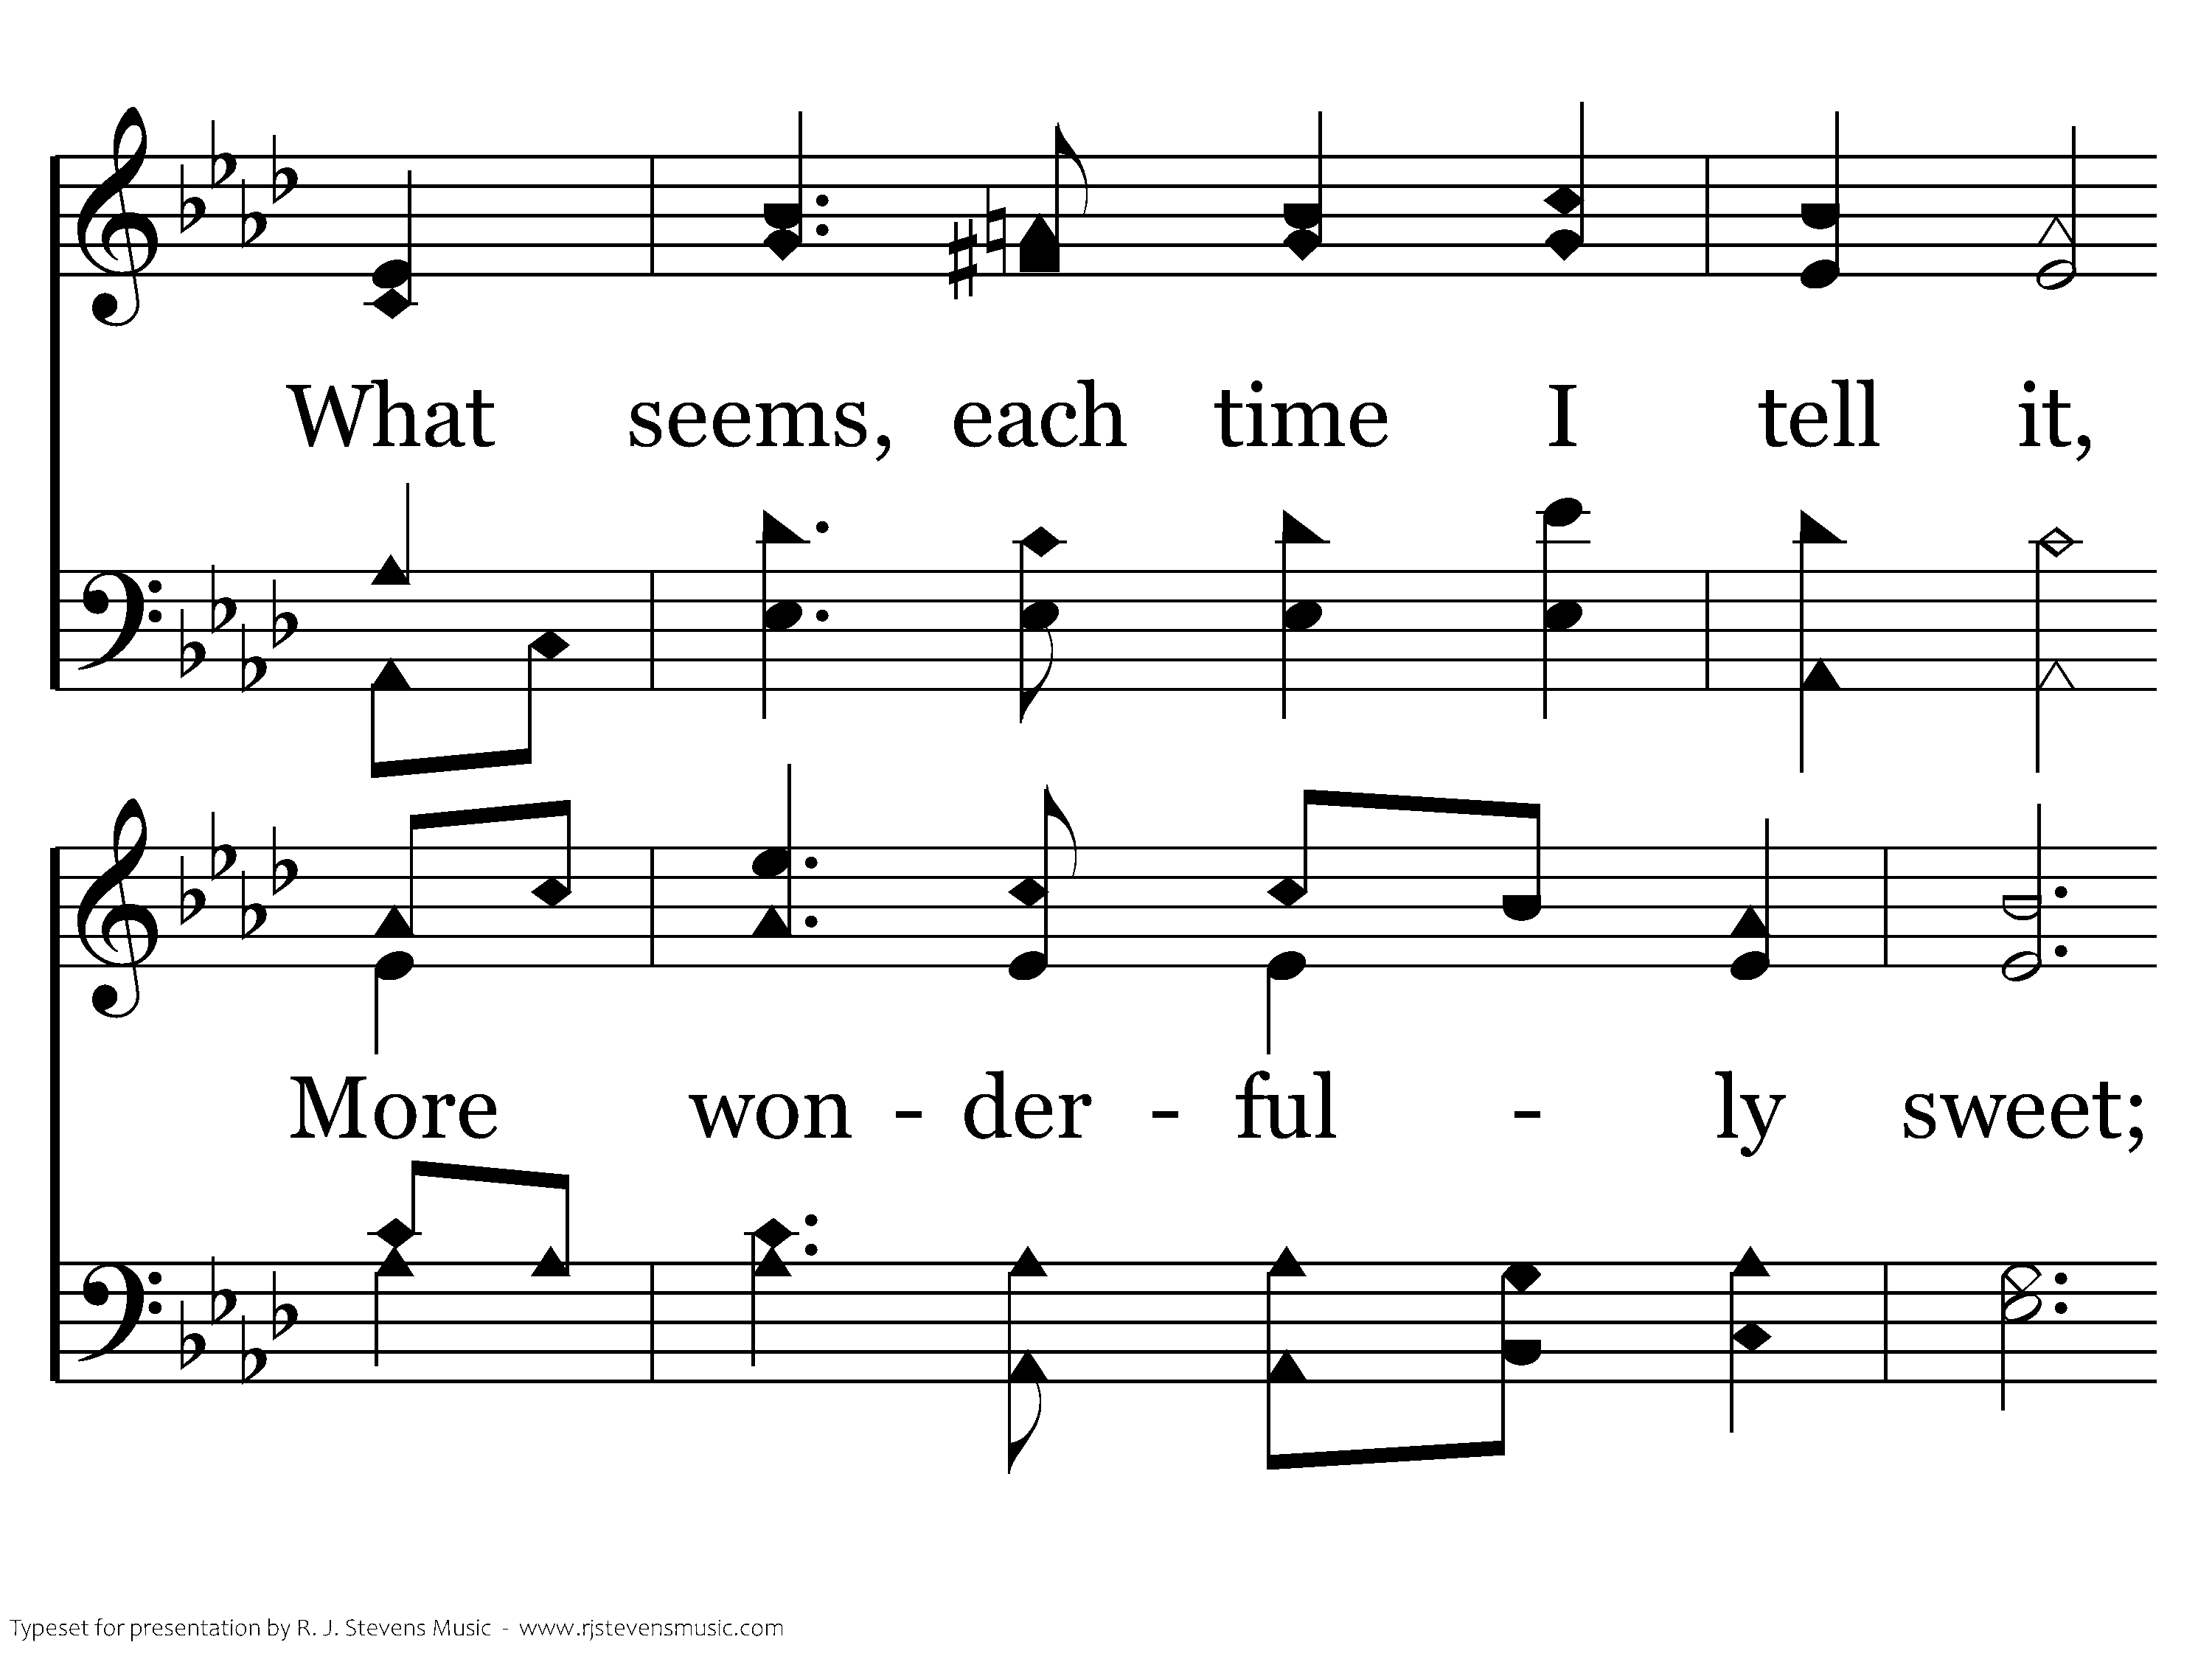 What seems, each time I tell it,
More won - der - ful - ly sweet;
Typeset for presentation by R. J. Stevens Music - www.rjstevensmusic.com